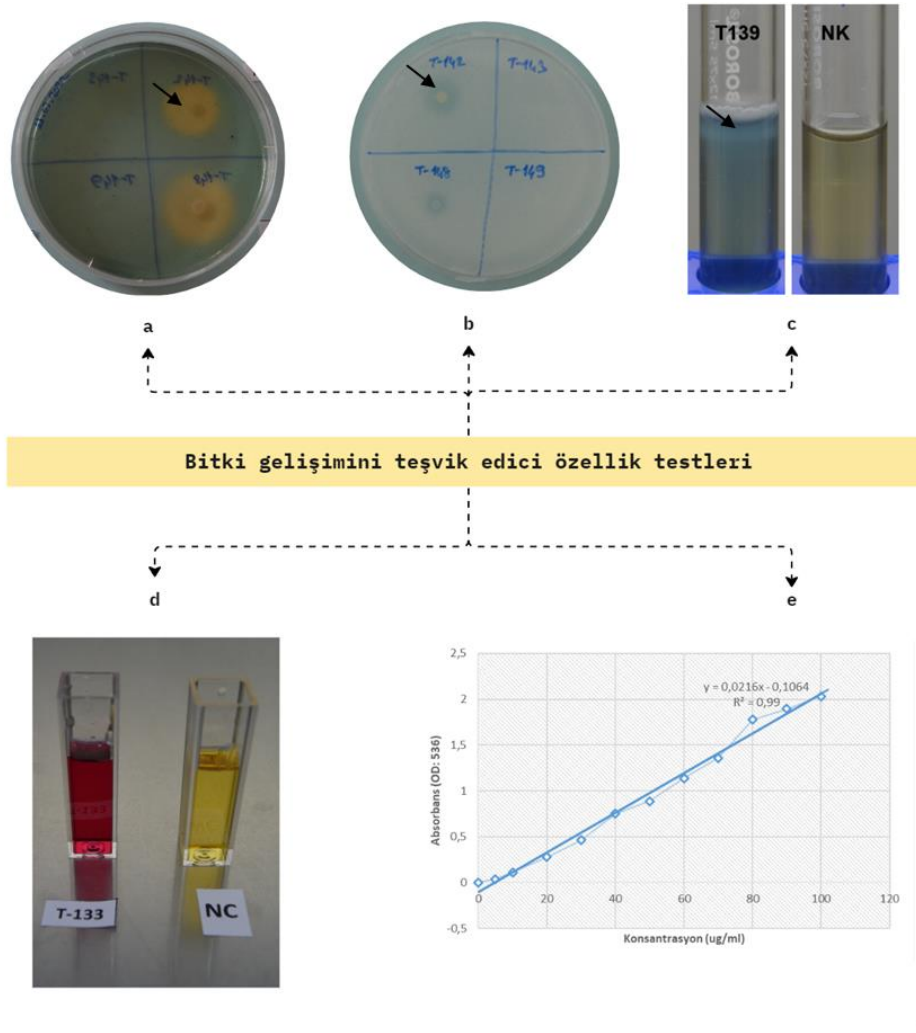 T-142
T-143
T-149
T139
NK
BOROSI
a
b
c
Bitki gelişimini teşvik edici özellik testleri
d
e
T-133
NC
2,5
2
1,5
1
0,5
0
-0,5
y = 0,0216x - 0,1064
R² = 0,99
0
20
40
60
80
100
120
Absorbans (OD: 536)
Konsantrasyon (ug/ml)